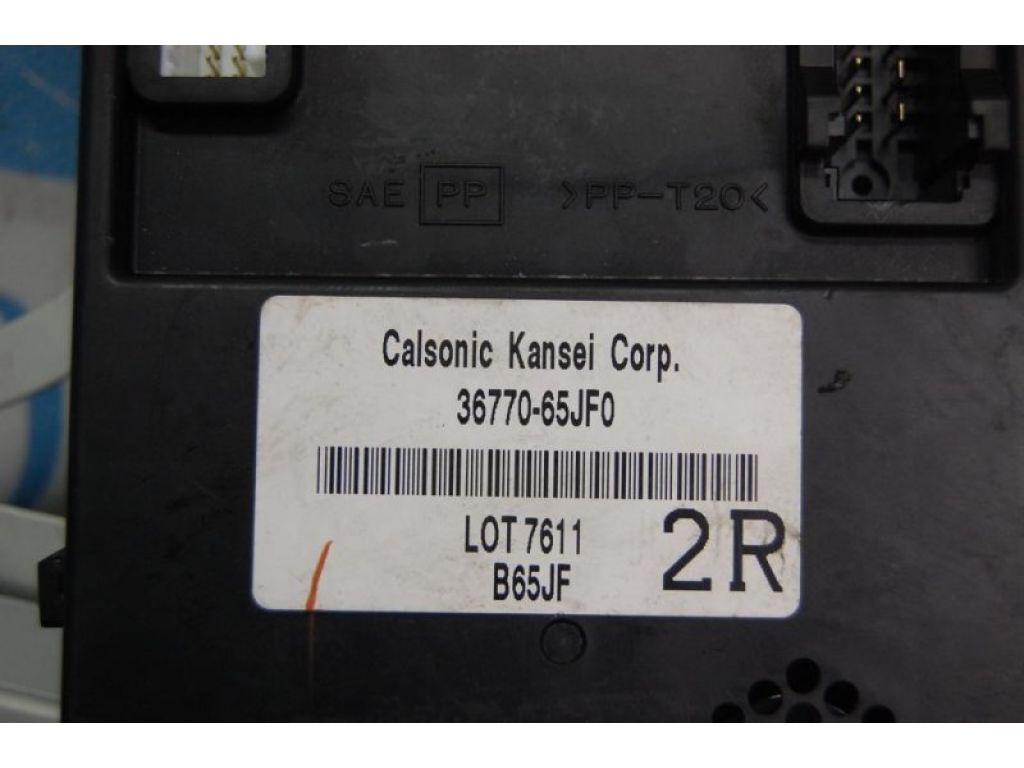 SAE PP >PP-T20<
Calsonic Kansei Corp.
36770-65JF0
LOT 7611
B65JF
2R